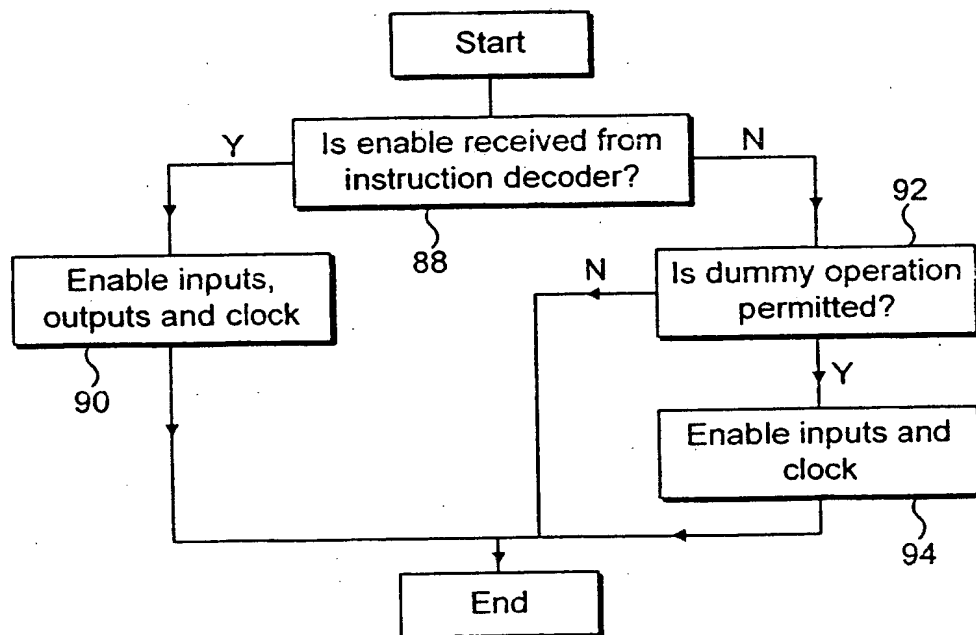 Start
Is enable received from
instruction decoder?
Y
N
88
92
Enable inputs,
outputs and clock
90
Is dummy operation
permitted?
N
Y
Enable inputs and
clock
94
End